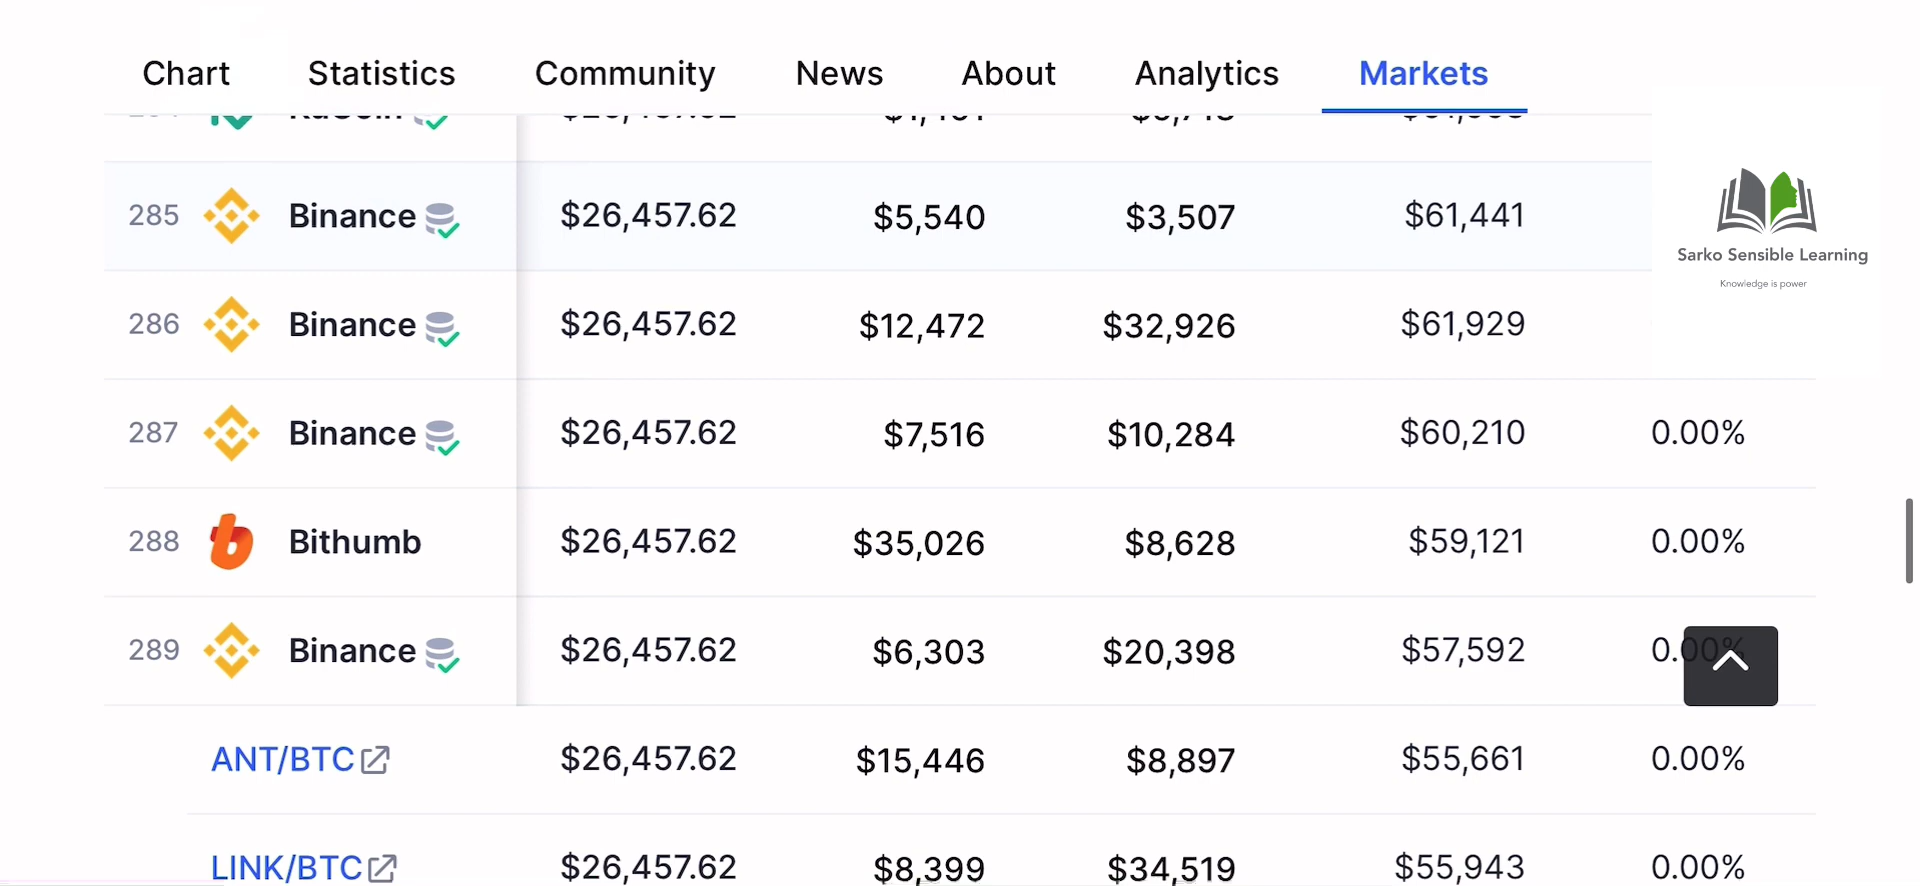 Chart Statistics Community News About Analytics Markets
285 Binance $26,457.62 $5,540 $3,507 $61,441
Sarko Sensible Learning
Knowledge is power
286 Binance $26,457.62 $12,472 $32,926 $61,929
287 Binance $26,457.62 $7,516 $10,284 $60,210 0.00%
288 Bithumb $26,457.62 $35,026 $8,628 $59,121 0.00%
289 Binance $26,457.62 $6,303 $20,398 $57,592 0.00%
ANT/BTC $26,457.62 $15,446 $8,897 $55,661 0.00%
LINK/BTC $26,457.62 $8,399 $34,519 $55,943 0.00%